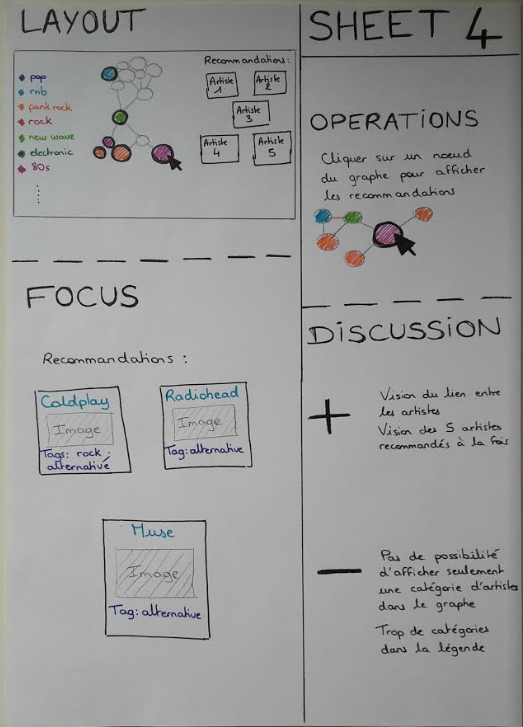 LAYOUT
pop
rnb
punk rock
rock
new wave
electronic
80s
Recommandations:
Artiste
1
Artiste
2
Artiste
3
Artiste
4
Artiste
5
SHEET 4
OPERATIONS
Cliquer sur un noeud
du graphe pour afficher
les recommandations
FOCUS
Recommandations :
Coldplay
Image
Tags: rock ;
alternative
Radiohead
Image
Tag: alternative
Muse
Image
Tag: alternative
DISCUSSION
+
Vision du lien entre
les artistes
Vision des 5 artistes
recommandés à la fois
-
Pas de possibilité
d'afficher seulement
une catégorie d'artistes
dans le graphe
Trop de catégories
dans la légende